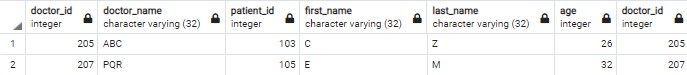 doctor_id doctor_name patient_id first_name last_name age doctor_id
integer character varying (32) integer character varying (32) character varying (32) integer integer
1 205 ABC 103 C Z 26 205
2 207 PQR 105 E M 32 207